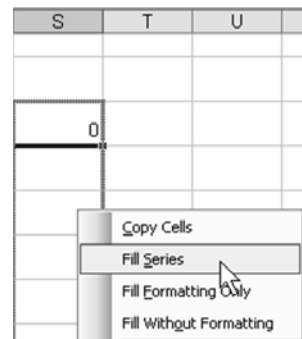 S T U
0
Copy Cells
Fill Series
Fill Formatting Only
Fill Without Formatting